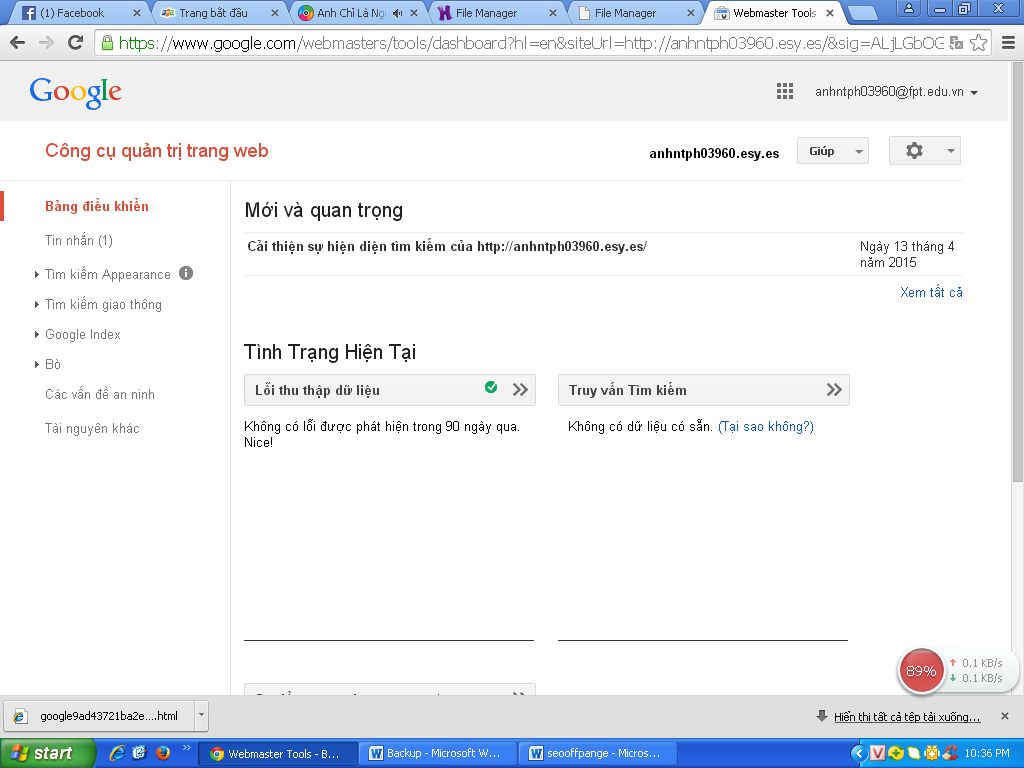 (1) Facebook
Trang bắt đầu
Anh Chỉ Là Ng
File Manager
File Manager
Webmaster Tools
https://www.google.com/webmasters/tools/dashboard?hl=en&siteUrl=http://anhntph03960.esy.es/&sig=ALjLGbOG
Google
anhntph03960@fpt.edu.vn
Công cụ quản trị trang web
anhntph03960.esy.es
Giúp
Bảng điều khiển
Tin nhắn (1)
Tìm kiếm Appearance
Tìm kiếm giao thông
Google Index
Bò
Các vấn đề an ninh
Tài nguyên khác
Mới và quan trọng
Cải thiện sự hiện diện tìm kiếm của http://anhntph03960.esy.es/
Ngày 13 tháng 4
năm 2015
Xem tất cả
Tình Trạng Hiện Tại
Lỗi thu thập dữ liệu
Không có lỗi được phát hiện trong 90 ngày qua.
Nice!
Truy vấn Tìm kiếm
Không có dữ liệu có sẵn. (Tại sao không?)
89%
0.1 KB/s
0.1 KB/s
google9ad43721ba2e....html
Hiển thị tất cả tệp tải xuống...
start
Webmaster Tools - B...
Backup - Microsoft W...
seooffpange - Micros...
10:36 PM